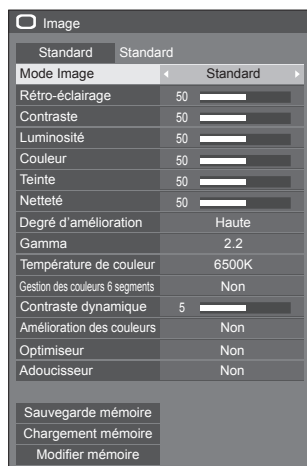 Image
Standard Standard
Mode Image Standard
Rétro-éclairage 50
Contraste 50
Luminosité 50
Couleur 50
Teinte 50
Netteté 50
Degré d'amélioration Haute
Gamma 2.2
Température de couleur 6500K
Gestion des couleurs 6 segments Non
Contraste dynamique 5
Amélioration des couleurs Non
Optimiseur Non
Adoucisseur Non
Sauvegarde mémoire
Chargement mémoire
Modifier mémoire